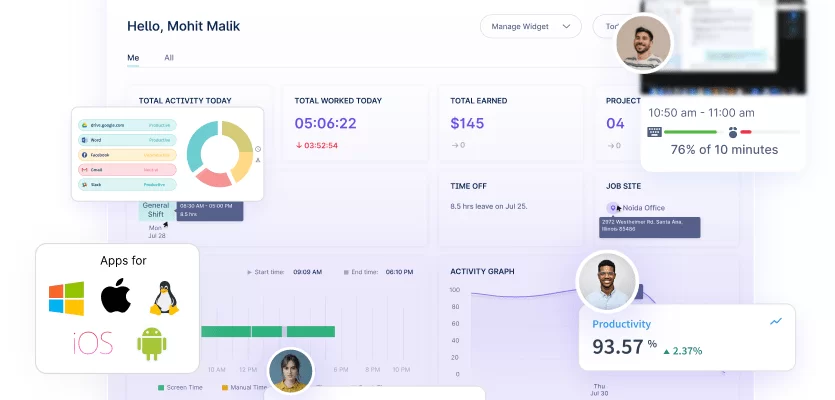 Hello, Mohit Malik
Manage Widget
Me
All
10:50 am - 11:00 am
76% of 10 minutes
TOTAL ACTIVITY TODAY
TOTAL WORKED TODAY
05:06:22
↓ 03:52:54
TOTAL EARNED
$145
→ 0
PROJECT
04
→ 0
drive.google.com
Productive
Word
Productive
Facebook
Gmail
Slack
Productive
General
Shift
08:30 AM - 05:00 PM
8.5 hrs
Mon
Jul 28
TIME OFF
8.5 hrs leave on Jul 25.
JOB SITE
Noida Office
2972 Westheimer Rd, Santa Ana,
Illinois 85486
Apps for
iOS
Start time: 09:09 AM
End time: 06:10 PM
10 AM
12 PM
6 PM
8 PM
10 PM
Screen Time
Manual Time
ACTIVITY GRAPH
100
80
60
40
20
0
Thu
Jul 30
Productivity
93.57 %
▲ 2.37%